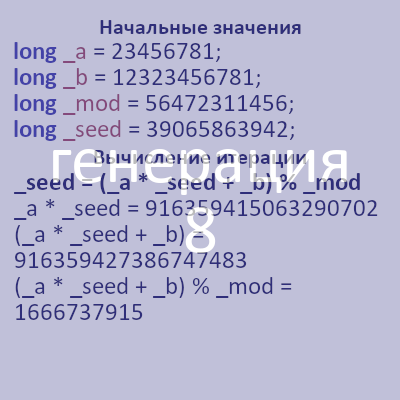 Начальные значения
long _a = 23456781;
long _b = 12323456781;
long _mod = 56472311456;
long _seed = 39065863942;
Вычисление итерации
генерация
_seed = (_a * _seed + _b) % _mod
_a * _seed = 916359415063290702
(_a * _seed + _b) =
8
916359427386747483
(_a * _seed + _b) % _mod =
1666737915